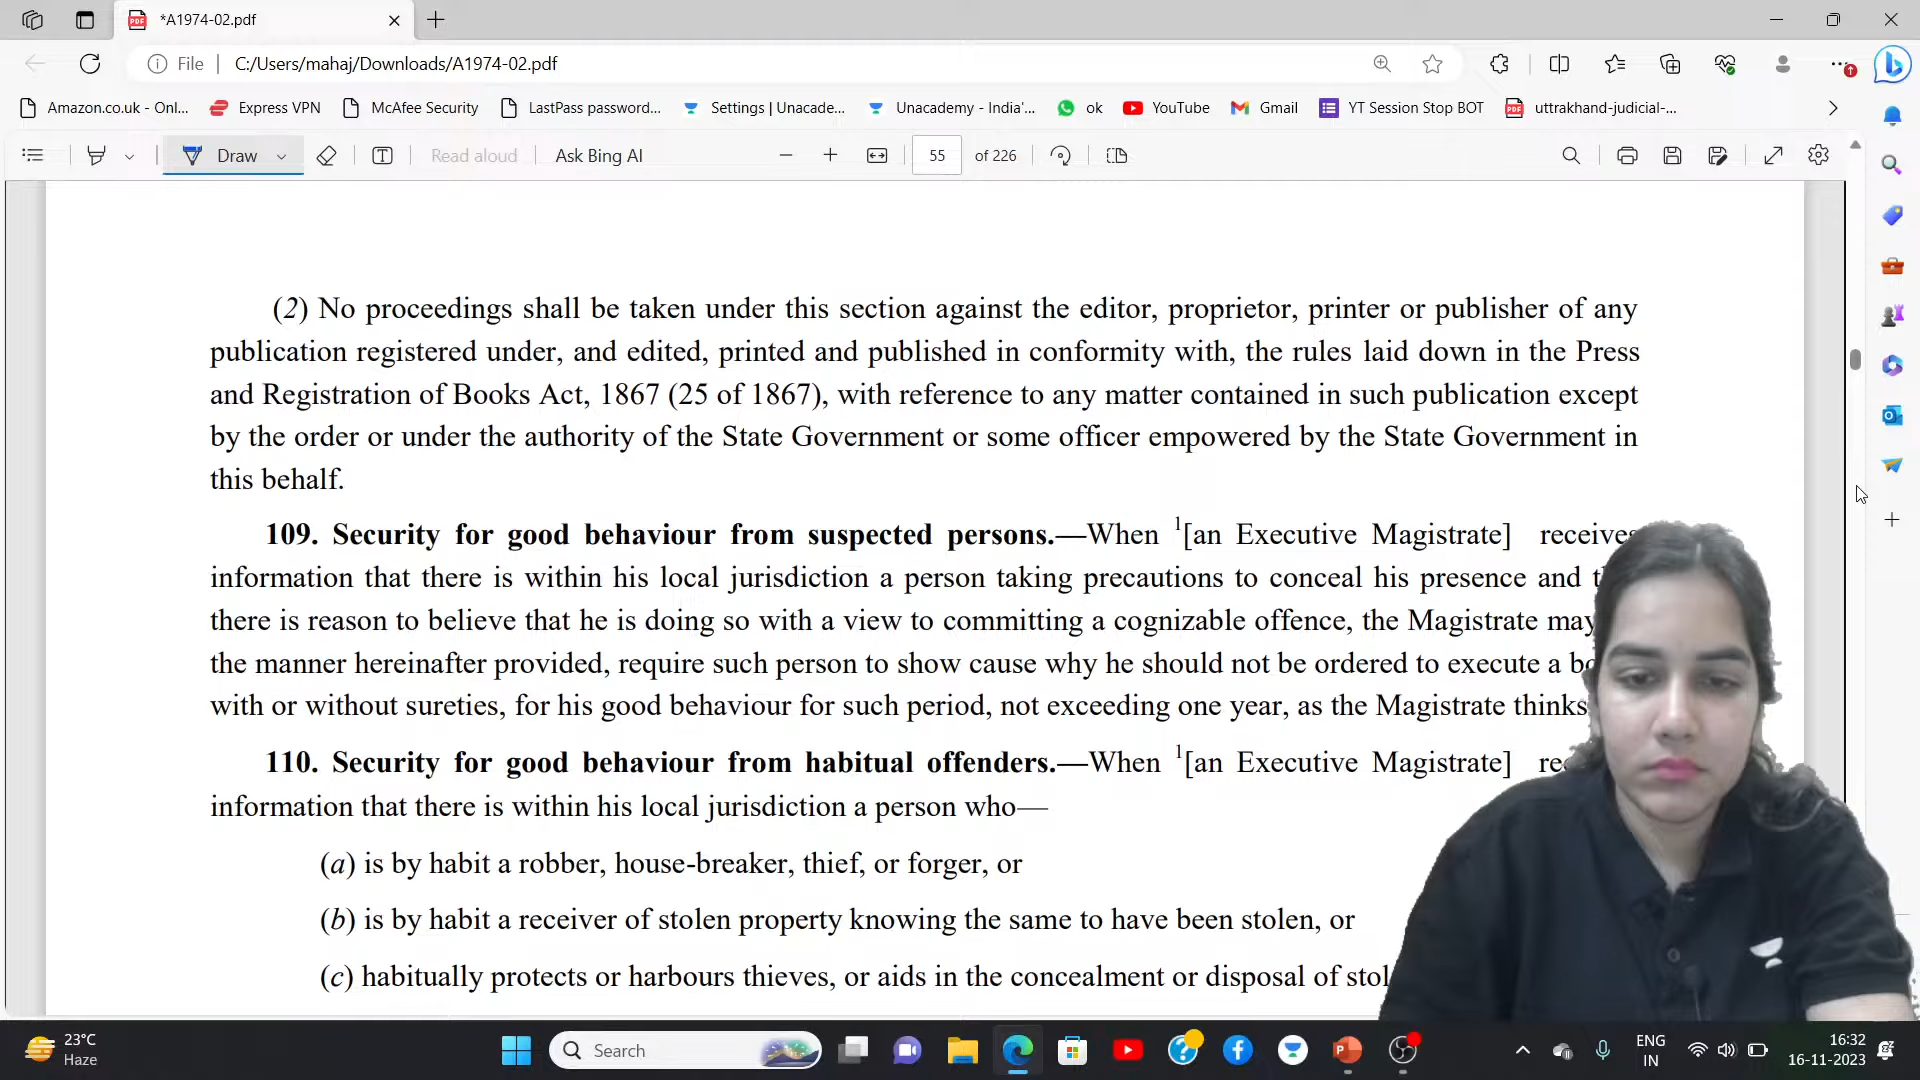 *A1974-02.pdf
File
C:/Users/mahaj/Downloads/A1974-02.pdf
Amazon.co.uk - Onl...
Express VPN
McAfee Security
LastPass password...
Settings | Unacade...
Unacademy - India'...
ok
YouTube
Gmail
YT Session Stop BOT
uttrakhand-judicial-...
Draw
Read aloud
Ask Bing AI
55 of 226
(2) No proceedings shall be taken under this section against the editor, proprietor, printer or publisher of any
publication registered under, and edited, printed and published in conformity with, the rules laid down in the Press
and Registration of Books Act, 1867 (25 of 1867), with reference to any matter contained in such publication except
by the order or under the authority of the State Government or some officer empowered by the State Government in
this behalf.
109. Security for good behaviour from suspected persons.—When 1[an Executive Magistrate] receives
information that there is within his local jurisdiction a person taking precautions to conceal his presence and
there is reason to believe that he is doing so with a view to committing a cognizable offence, the Magistrate may
the manner hereinafter provided, require such person to show cause why he should not be ordered to execute a
with or without sureties, for his good behaviour for such period, not exceeding one year, as the Magistrate thinks
110. Security for good behaviour from habitual offenders.—When 1[an Executive Magistrate]
information that there is within his local jurisdiction a person who—
(a) is by habit a robber, house-breaker, thief, or forger, or
(b) is by habit a receiver of stolen property knowing the same to have been stolen, or
(c) habitually protects or harbours thieves, or aids in the concealment or disposal of
23°C
Haze
Search
ENG
IN
16:32
16-11-2023